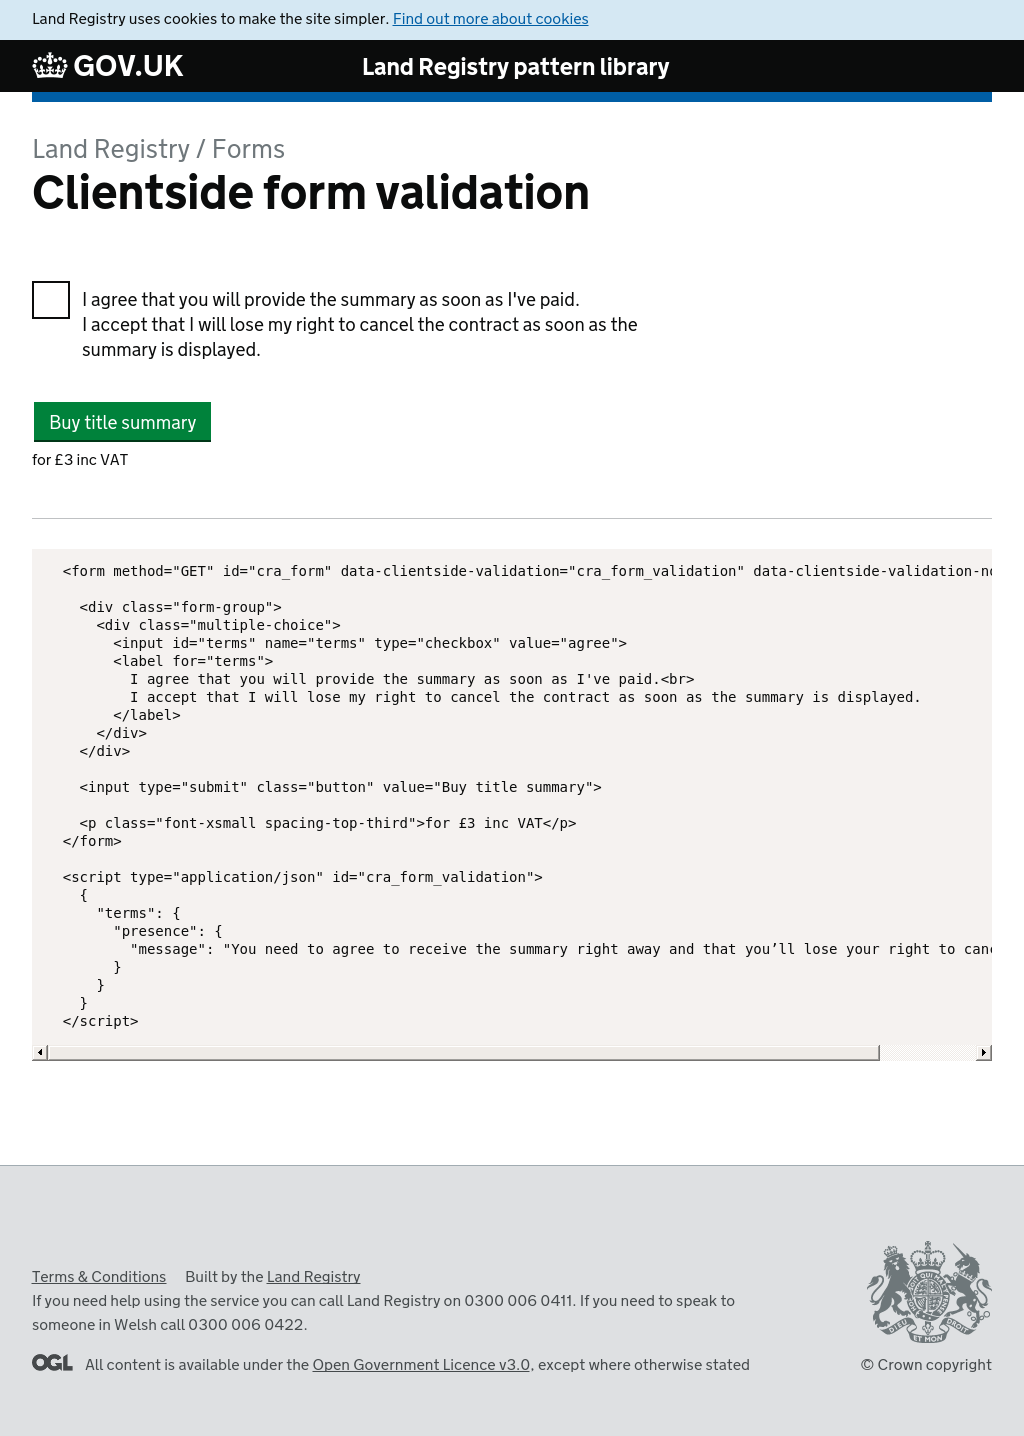 Land Registry uses cookies to make the site simpler. Find out more about cookies
GOV.UK
Land Registry pattern library
Land Registry / Forms
Clientside form validation
I agree that you will provide the summary as soon as I've paid.
I accept that I will lose my right to cancel the contract as soon as the
summary is displayed.
Buy title summary
for £3 inc VAT
<form method="GET" id="cra_form" data-clientside-validation="cra_form_validation" data-clientside-validation-no
<div class="form-group">
<div class="multiple-choice">
<input id="terms" name="terms" type="checkbox" value="agree">
<label for="terms">
I agree that you will provide the summary as soon as I've paid.<br>
I accept that I will lose my right to cancel the contract as soon as the summary is displayed.
</label>
</div>
</div>
<input type="submit" class="button" value="Buy title summary">
<p class="font-xsmall spacing-top-third">for £3 inc VAT</p>
</form>
<script type="application/json" id="cra_form_validation">
{
"terms": {
"presence": {
"message": "You need to agree to receive the summary right away and that you’ll lose your right to canc
}
}
}
</script>
Terms & Conditions Built by the Land Registry
If you need help using the service you can call Land Registry on 0300 006 0411. If you need to speak to
someone in Welsh call 0300 006 0422.
OGL All content is available under the Open Government Licence v3.0, except where otherwise stated
© Crown copyright